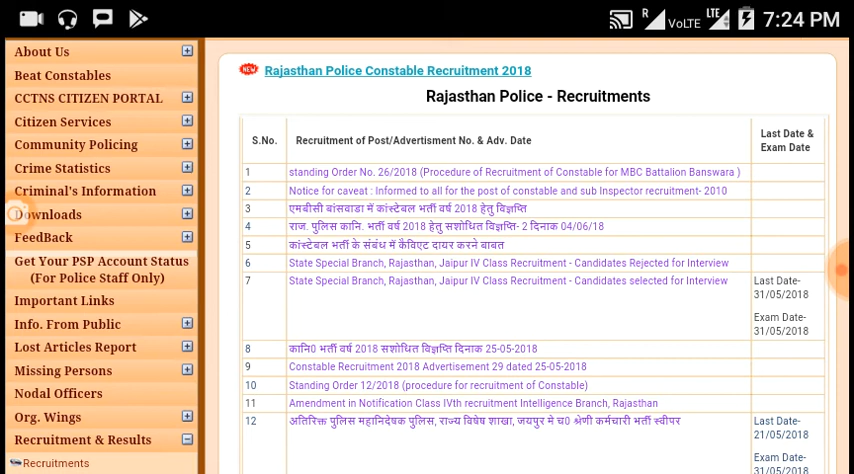 VoLTE LTE R 7:24 PM
About Us
Beat Constables
CCTNS CITIZEN PORTAL
Citizen Services
Community Policing
Crime Statistics
Criminal's Information
Downloads
FeedBack
Get Your PSP Account Status
(For Police Staff Only)
Important Links
Info. From Public
Lost Articles Report
Missing Persons
Nodal Officers
Org. Wings
Recruitment & Results
Recruitments
NEW Rajasthan Police Constable Recruitment 2018
Rajasthan Police - Recruitments
S.No. Recruitment of Post/Advertisment No. & Adv. Date Last Date &
Exam Date
1 standing Order No. 26/2018 (Procedure of Recruitment of Constable for MBC Battalion Banswara )
2 Notice for caveat : Informed to all for the post of constable and sub Inspector recruitment- 2010
3 एमबीसी बांसवाडा में कांस्टेबल भर्ती वर्ष 2018 हेतु विज्ञप्ति
4 राज. पुलिस कानि. भर्ती वर्ष 2018 हेतु सशोधित विज्ञप्ति- 2 दिनाक 04/06/18
5 कांस्टेबल भर्ती के संबंध में कैविएट दायर करने बाबत
6 State Special Branch, Rajasthan, Jaipur IV Class Recruitment - Candidates Rejected for Interview
7 State Special Branch, Rajasthan, Jaipur IV Class Recruitment - Candidates selected for Interview Last Date-
31/05/2018
Exam Date-
31/05/2018
8 कानि0 भर्ती वर्ष 2018 सशोधित विज्ञप्ति दिनाक 25-05-2018
9 Constable Recruitment 2018 Advertisement 29 dated 25-05-2018
10 Standing Order 12/2018 (procedure for recruitment of Constable)
11 Amendment in Notification Class IVth recruitment Intelligence Branch, Rajasthan
12 अतिरिक्त पुलिस महानिदेषक पुलिस, राज्य विषेष शाखा, जयपुर मे च0 श्रेणी कर्मचारी भर्ती स्वीपर Last Date-
21/05/2018
Exam Date-
31/05/2018